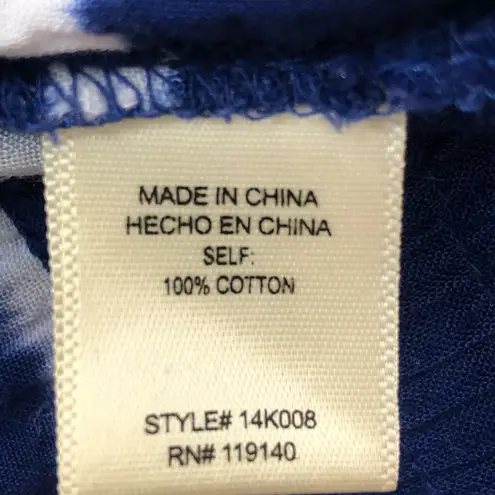 MADE IN CHINA
HECHO EN CHINA
SELF:
100% COTTON
STYLE# 14K008
RN# 119140